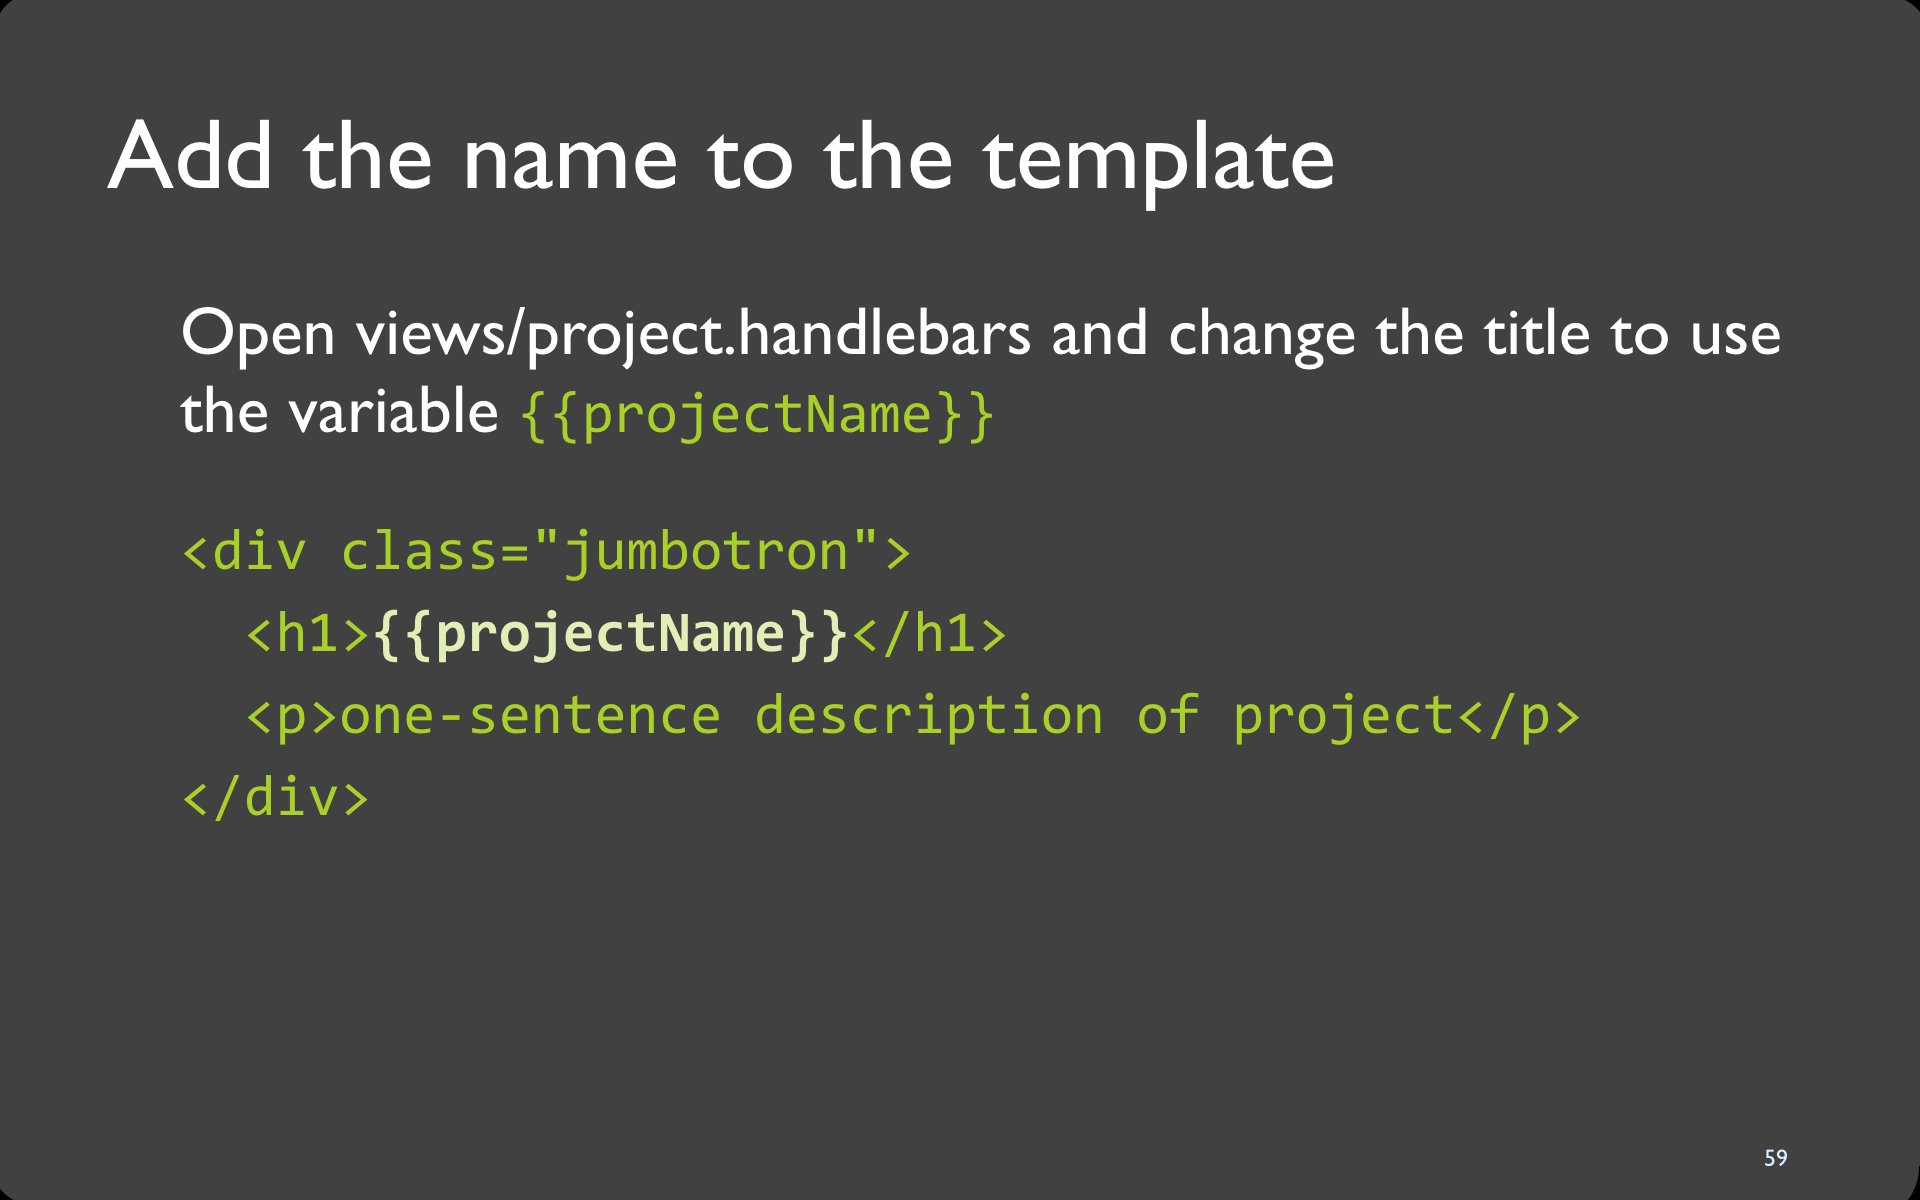 Add the name to the template
Open views/project.handlebars and change the title to use
the variable {{projectName}}
<div class="jumbotron">
  <h1>{{projectName}}</h1>
  <p>one-sentence description of project</p>
</div>
59